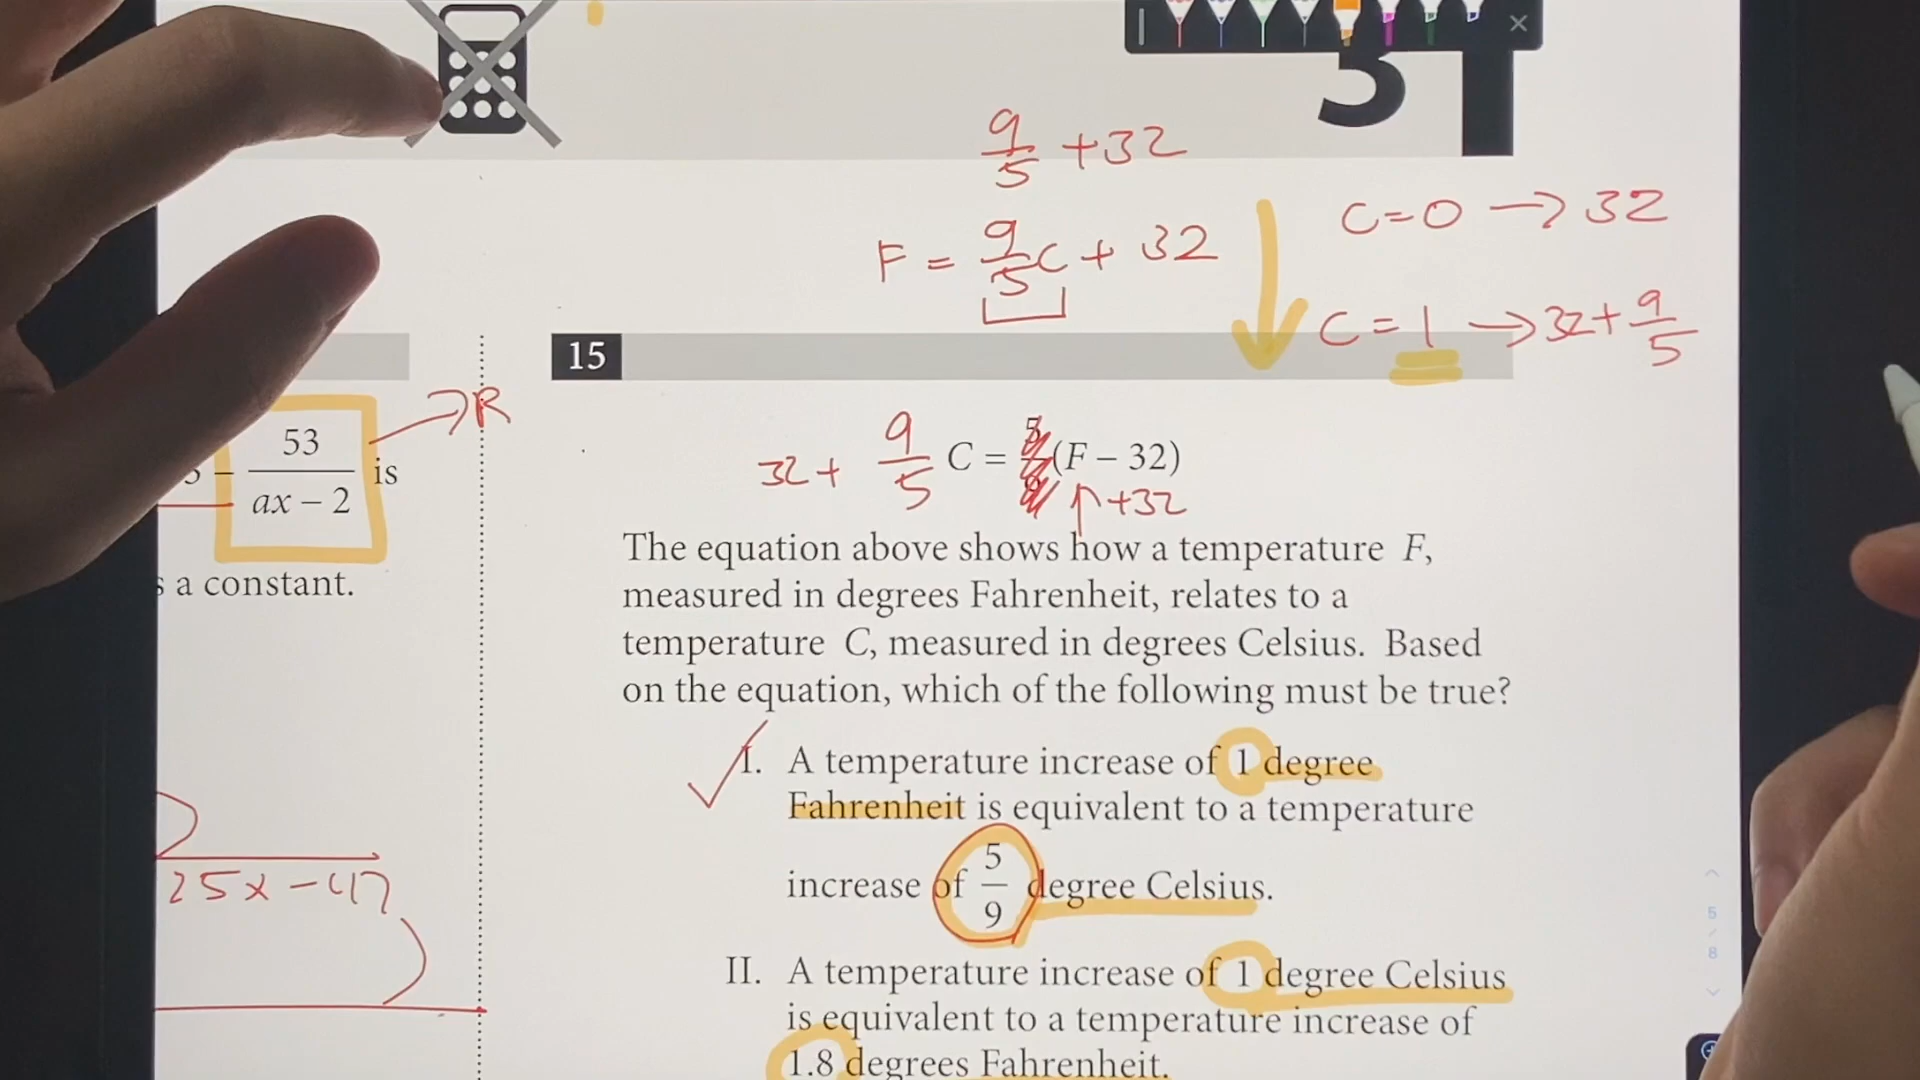 3
9/5 +32
C=0 → 32
F = 9/5 C + 32
C = 1 → 32 + 9/5
15
→ R
53/(ax – 2) is
32 + 9/5 C = (F – 32)
↑ +32
The equation above shows how a temperature F,
measured in degrees Fahrenheit, relates to a
temperature C, measured in degrees Celsius. Based
on the equation, which of the following must be true?
a constant.
I. A temperature increase of 1 degree
Fahrenheit is equivalent to a temperature
increase of 5/9 degree Celsius.
25x – 47
II. A temperature increase of 1 degree Celsius
is equivalent to a temperature increase of
1.8 degrees Fahrenheit.
5
/
8